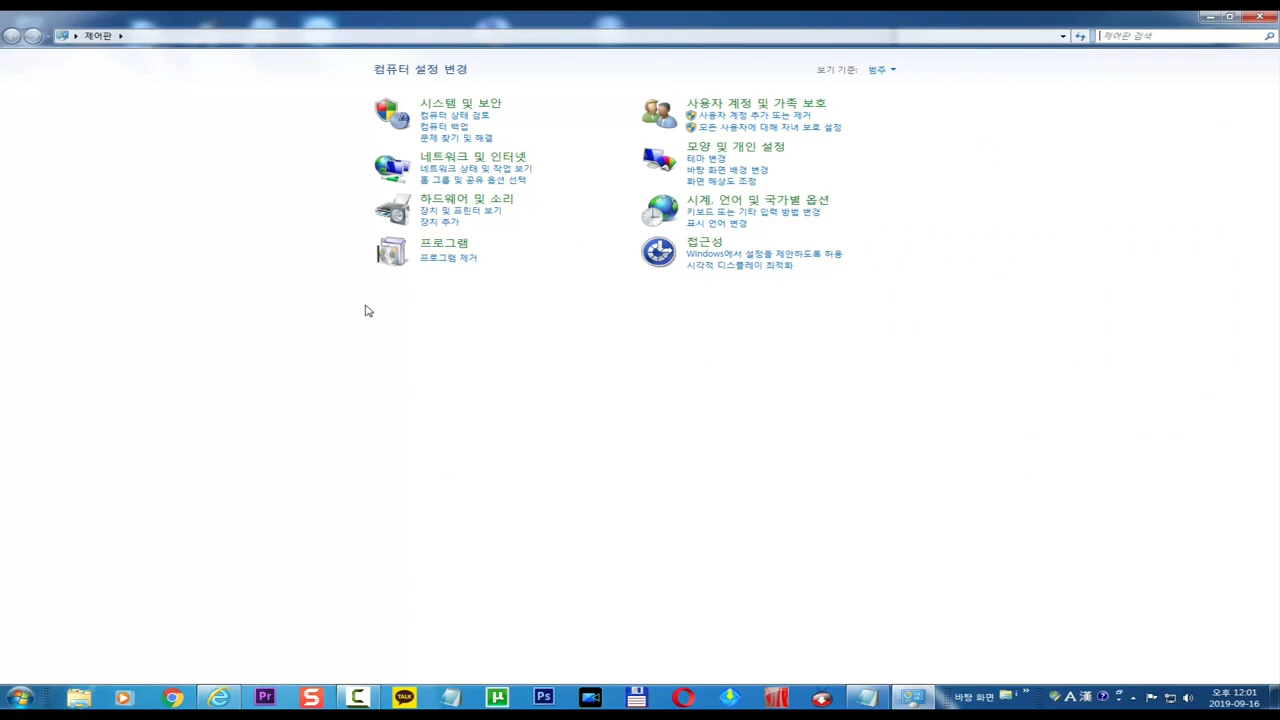 제어판
제어판 검색
컴퓨터 설정 변경
보기 기준: 범주
시스템 및 보안
컴퓨터 상태 검토
컴퓨터 백업
문제 찾기 및 해결
네트워크 및 인터넷
네트워크 상태 및 작업 보기
홈 그룹 및 공유 옵션 선택
하드웨어 및 소리
장치 및 프린터 보기
장치 추가
프로그램
프로그램 제거
사용자 계정 및 가족 보호
사용자 계정 추가 또는 제거
모든 사용자에 대해 자녀 보호 설정
모양 및 개인 설정
테마 변경
바탕 화면 배경 변경
화면 해상도 조정
시계, 언어 및 국가별 옵션
키보드 또는 기타 입력 방법 변경
표시 언어 변경
접근성
Windows에서 설정을 제안하도록 허용
시각적 디스플레이 최적화
Pr
S
C
TALK
µ
Ps
바탕 화면
A 漢
오후 12:01
2019-09-16